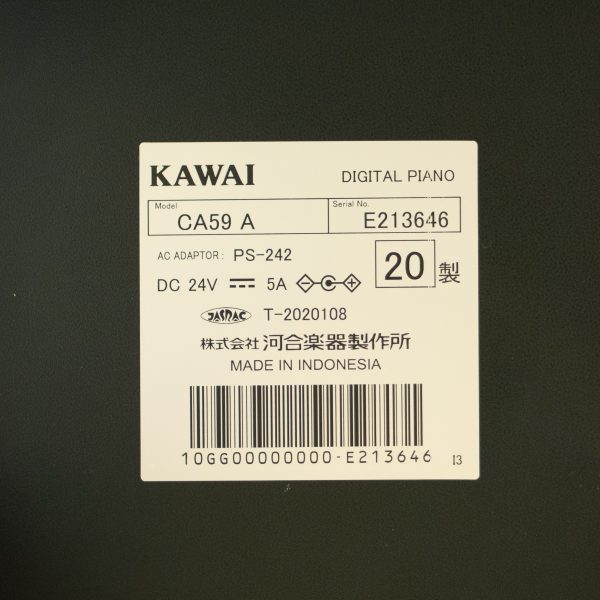 KAWAI DIGITAL PIANO
Model CA59 A Serial No. E213646
AC ADAPTOR : PS-242
DC 24V 5A
20 製
JASRAC T-2020108
株式会社 河合楽器製作所
MADE IN INDONESIA
10GG00000000-E213646 I3